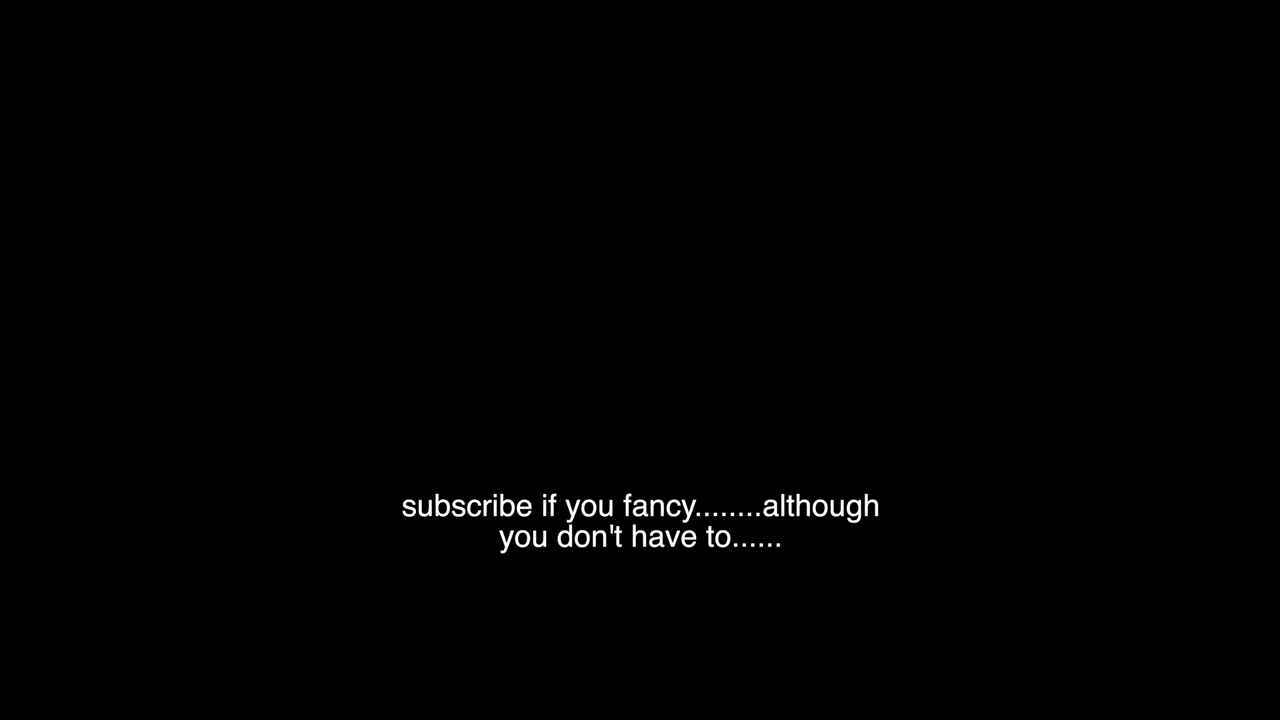 subscribe if you fancy........although
you don't have to......